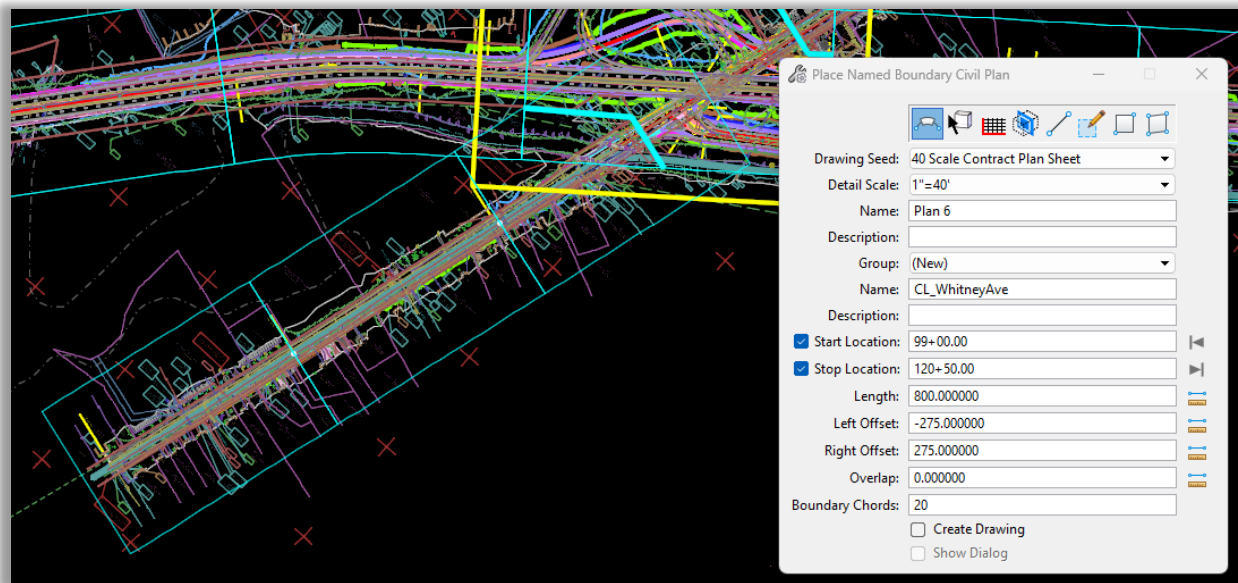 Place Named Boundary Civil Plan
Drawing Seed: 40 Scale Contract Plan Sheet
Detail Scale: 1"=40'
Name: Plan 6
Description:
Group: (New)
Name: CL_WhitneyAve
Description:
Start Location: 99+00.00
Stop Location: 120+50.00
Length: 800.000000
Left Offset: -275.000000
Right Offset: 275.000000
Overlap: 0.000000
Boundary Chords: 20
Create Drawing
Show Dialog